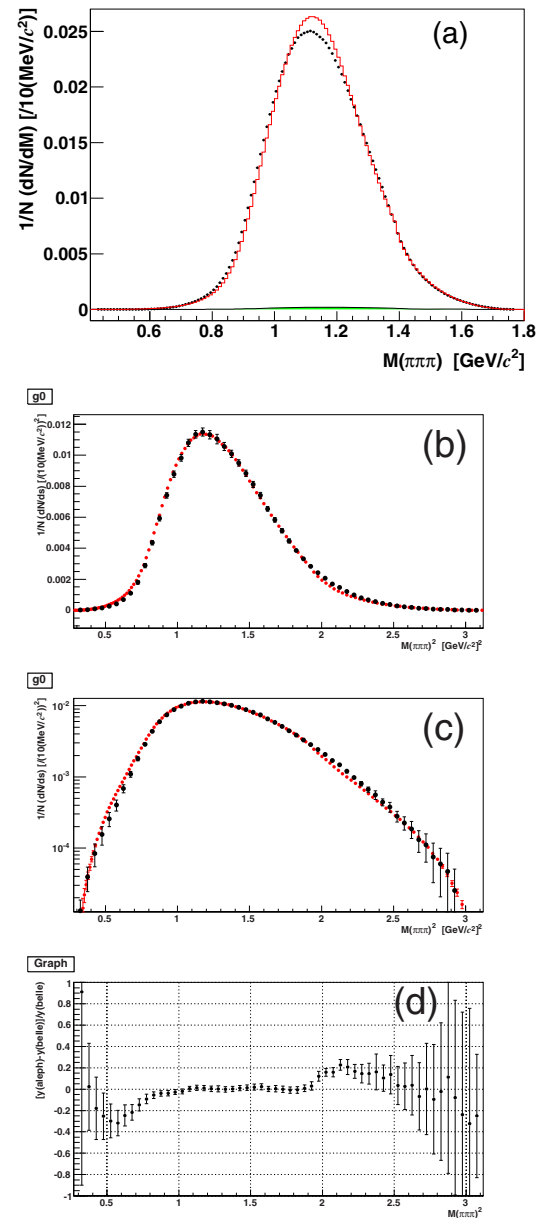 (a)
1/N (dN/dM) [/10(MeV/c²)]
0.025
0.02
0.015
0.01
0.005
0
0.6 0.8 1 1.2 1.4 1.6 1.8
M(πππ) [GeV/c²]
g0
(b)
1/N (dN/ds) [/(10(MeV/c²))²]
0.012
0.01
0.008
0.006
0.004
0.002
0
0.5 1 1.5 2 2.5 3
M(πππ)² [GeV/c²]²
g0
(c)
1/N (dN/ds) [/(10(MeV/c²))²]
10⁻²
10⁻³
10⁻⁴
0.5 1 1.5 2 2.5 3
M(πππ)² [GeV/c²]²
Graph
(d)
[y(aleph)-y(belle)]/y(belle)
1
0.8
0.6
0.4
0.2
0
-0.2
-0.4
-0.6
-0.8
-1
0.5 1 1.5 2 2.5 3
M(πππ)²